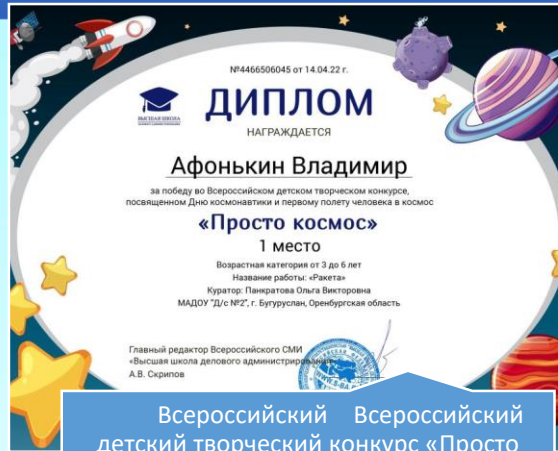 №4466506045 от 14.04.22 г.
ВЫСШАЯ ШКОЛА
ДИПЛОМ
НАГРАЖДАЕТСЯ
Афонькин Владимир
за победу во Всероссийском детском творческом конкурсе,
посвященном Дню космонавтики и первому полету человека в космос
«Просто космос»
1 место
Возрастная категория от 3 до 6 лет
Название работы: «Ракета»
Куратор: Панкратова Ольга Викторовна
МАДОУ "Д/с №2", г. Бугуруслан, Оренбургская область
Главный редактор Всероссийского СМИ
«Высшая школа делового администрирования»
А.В. Скрипов
Всероссийский Всероссийский
детский творческий конкурс «Просто